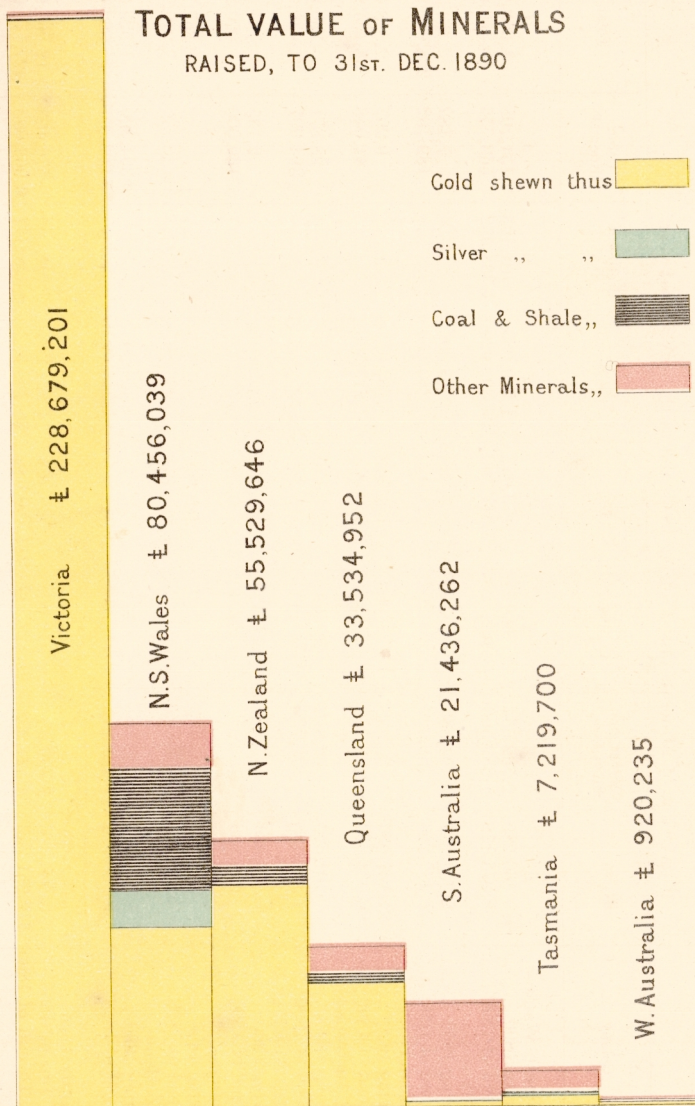 TOTAL VALUE OF MINERALS
RAISED, TO 31ST. DEC. 1890
Gold shewn thus
Silver „ „
Coal & Shale „
Other Minerals „
Victoria £ 228,679,201
N.S.Wales £ 80,456,039
N.Zealand £ 55,529,646
Queensland £ 33,534,952
S.Australia £ 21,436,262
Tasmania £ 7,219,700
W.Australia £ 920,235